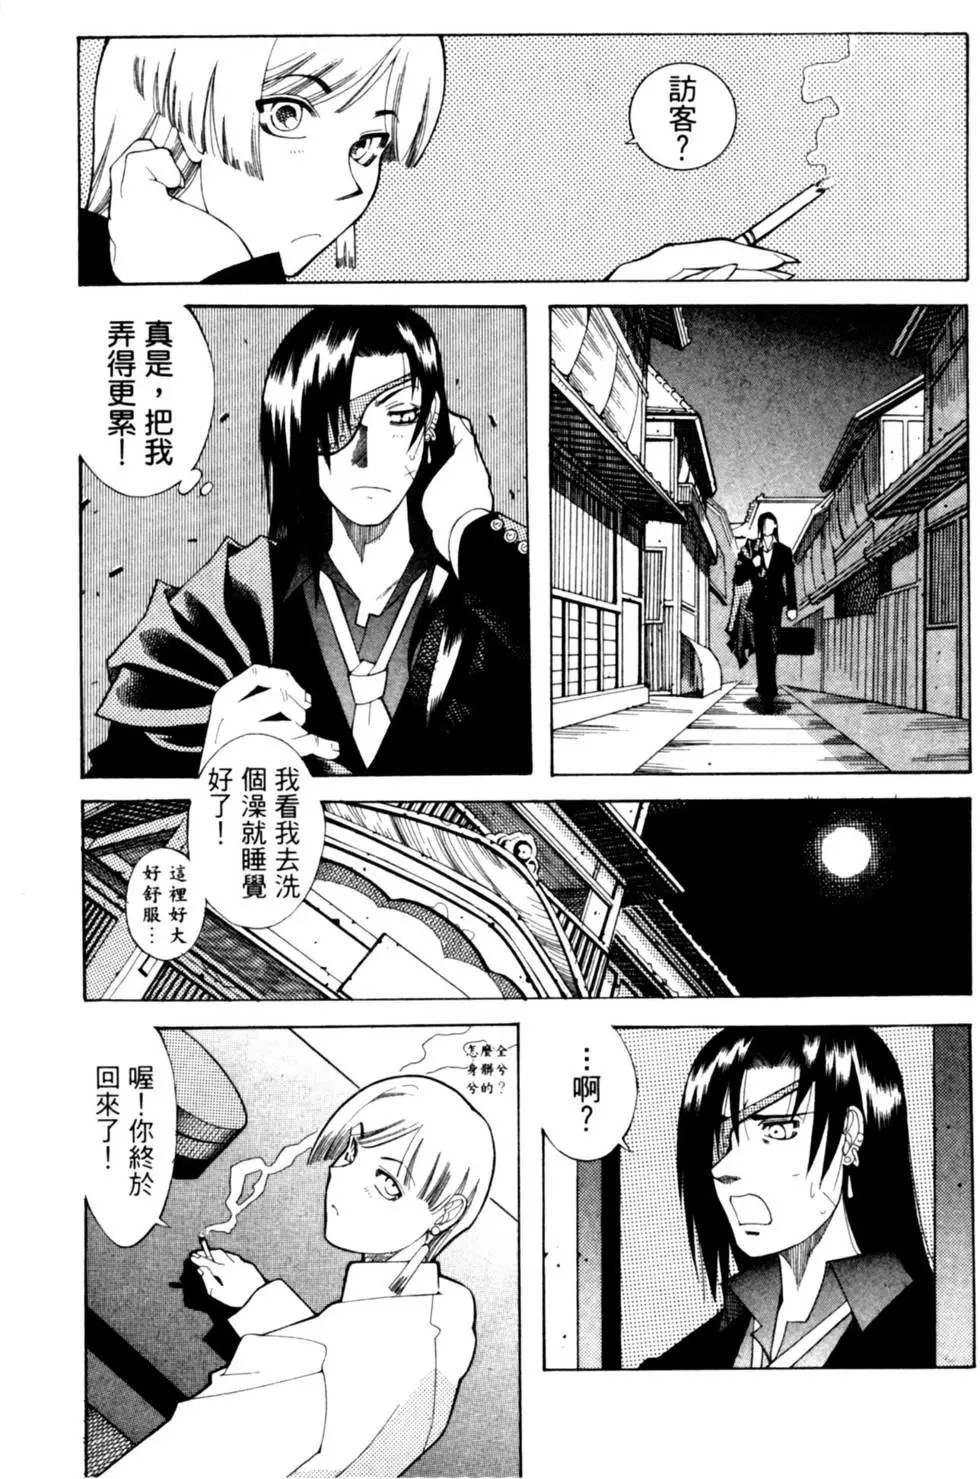 訪客？
真是，把我
弄得更累！
我看我去洗
個澡就睡覺
好了！
這裡好大
好舒服…
…啊？
全身髒兮兮的？
怎麼
喔！你終於
回來了！